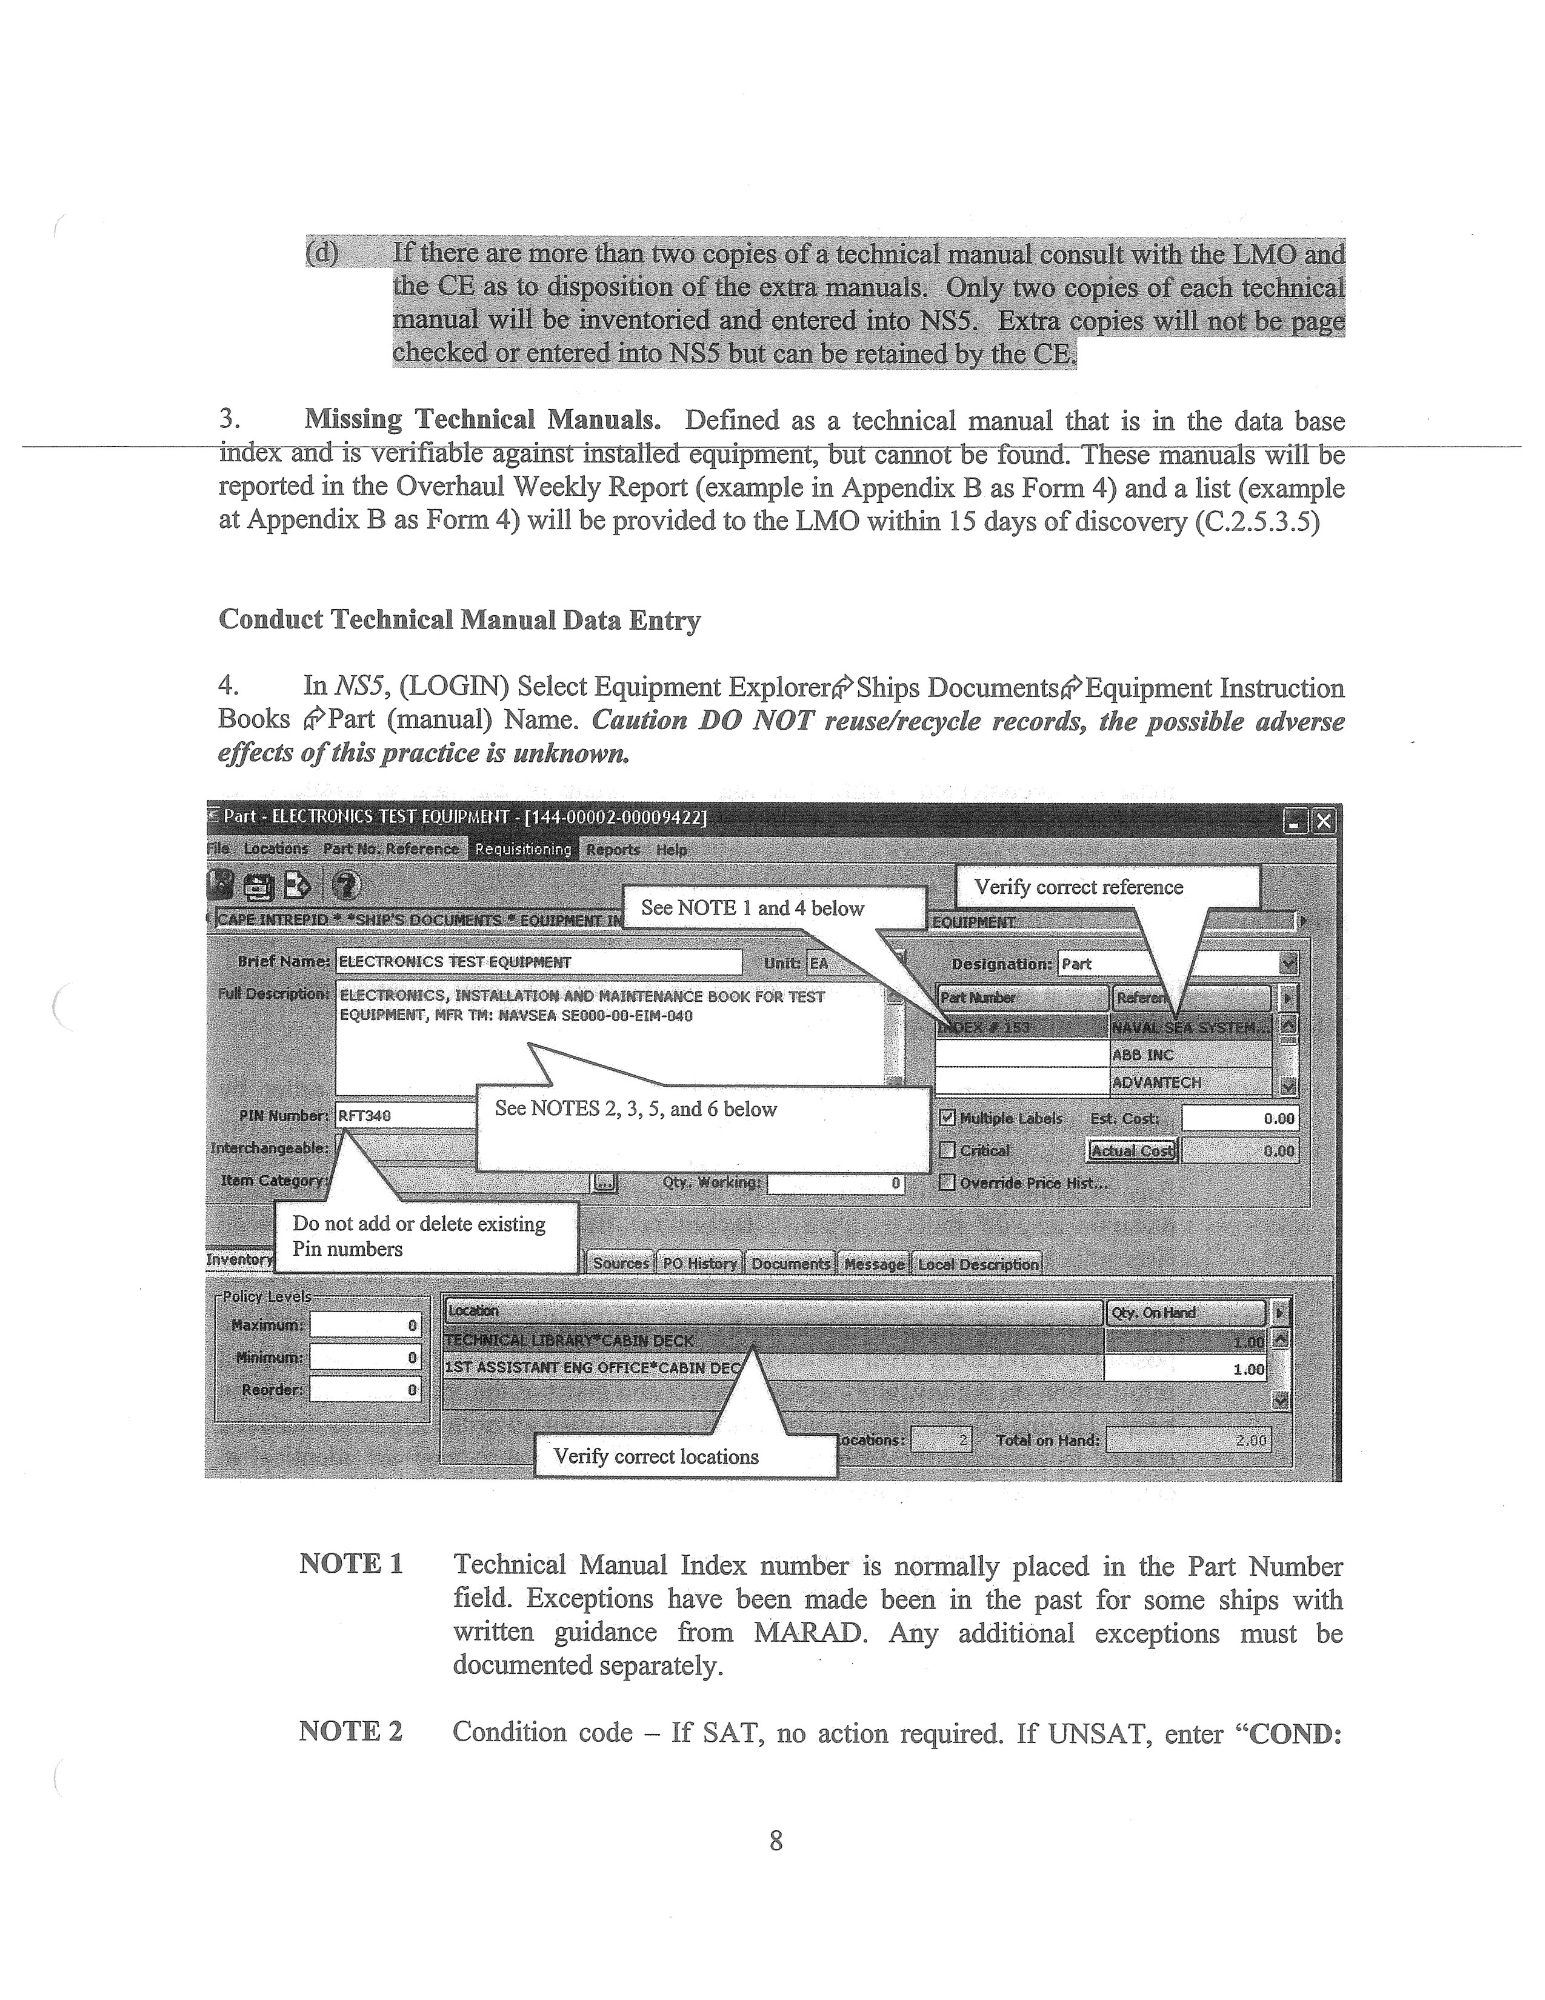 (d) If there are more than two copies of a technical manual consult with the LMO and
the CE as to disposition of the extra manuals. Only two copies of each technical
manual will be inventoried and entered into NS5. Extra copies will not be page
checked or entered into NS5 but can be retained by the CE.
3. Missing Technical Manuals. Defined as a technical manual that is in the data base
index and is verifiable against installed equipment, but cannot be found. These manuals will be
reported in the Overhaul Weekly Report (example in Appendix B as Form 4) and a list (example
at Appendix B as Form 4) will be provided to the LMO within 15 days of discovery (C.2.5.3.5)
Conduct Technical Manual Data Entry
4. In NS5, (LOGIN) Select Equipment Explorer Ships Documents Equipment Instruction
Books Part (manual) Name. Caution DO NOT reuse/recycle records, the possible adverse
effects of this practice is unknown.
Part - ELECTRONICS TEST EQUIPMENT - [144-00002-00009422]
File Locations Part No. Reference Requisitioning Reports Help
Verify correct reference
See NOTE 1 and 4 below
CAPE INTREPID * *SHIP'S DOCUMENTS * EQUIPMENT IN EQUIPMENT
Brief Name: ELECTRONICS TEST EQUIPMENT Unit: EA Designation: Part
Full Description: ELECTRONICS, INSTALLATION AND MAINTENANCE BOOK FOR TEST
EQUIPMENT, MFR TM: NAVSEA SE000-00-EIM-040
Part Number Referen
INDEX # 153 NAVAL SEA SYSTEM...
ABB INC
ADVANTECH
See NOTES 2, 3, 5, and 6 below
PIN Number: RFT340 Multiple Labels Est. Cost: 0.00
Interchangeable: Critical Actual Cost 0.00
Item Category: ... Qty. Working: 0 Override Price Hist...
Do not add or delete existing
Pin numbers
Inventory Sources PO History Documents Message Local Description
Policy Levels
Maximum: 0
Minimum: 0
Reorder: 0
Location Qty. On Hand
TECHNICAL LIBRARY*CABIN DECK 1.00
1ST ASSISTANT ENG OFFICE*CABIN DEC 1.00
ocations: 2 Total on Hand: 2.00
Verify correct locations
NOTE 1 Technical Manual Index number is normally placed in the Part Number
field. Exceptions have been made been in the past for some ships with
written guidance from MARAD. Any additional exceptions must be
documented separately.
NOTE 2 Condition code – If SAT, no action required. If UNSAT, enter “COND:
8